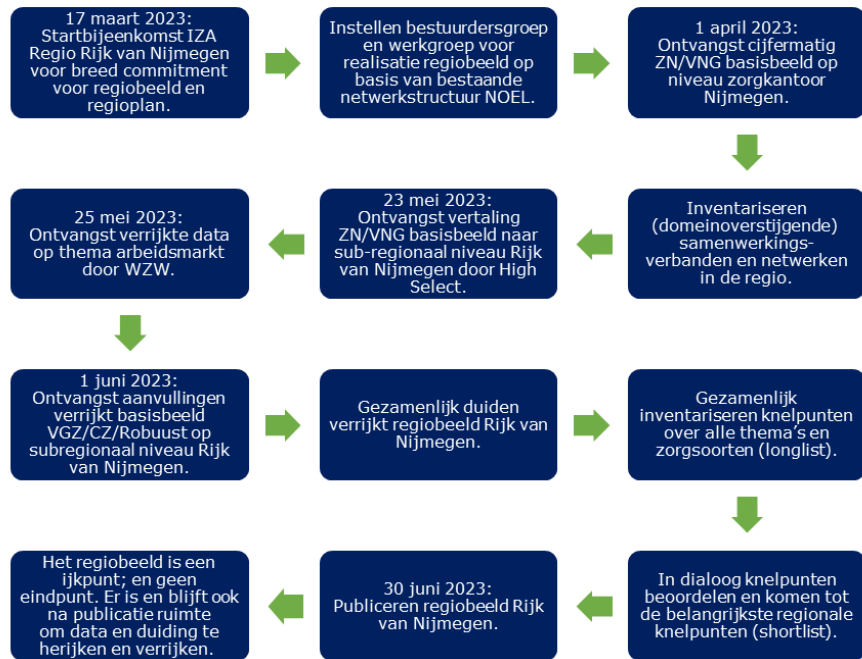 17 maart 2023:
Startbijeenkomst IZA
Regio Rijk van Nijmegen
voor breed commitment
voor regiobeeld en
regioplan.
Instellen bestuurdersgroep
en werkgroep voor
realisatie regiobeeld op
basis van bestaande
netwerkstructuur NOEL.
1 april 2023:
Ontvangst cijfermatig
ZN/VNG basisbeeld op
niveau zorgkantoor
Nijmegen.
Inventariseren
(domeinoverstijgende)
samenwerkings-
verbanden en netwerken
in de regio.
23 mei 2023:
Ontvangst vertaling
ZN/VNG basisbeeld naar
sub-regionaal niveau Rijk
van Nijmegen door High
Select.
25 mei 2023:
Ontvangst verrijkte data
op thema arbeidsmarkt
door WZW.
1 juni 2023:
Ontvangst aanvullingen
verrijkt basisbeeld
VGZ/CZ/Robuust op
subregionaal niveau Rijk
van Nijmegen.
Gezamenlijk duiden
verrijkt regiobeeld Rijk van
Nijmegen.
Gezamenlijk
inventariseren knelpunten
over alle thema's en
zorgsoorten (longlist).
In dialoog knelpunten
beoordelen en komen tot
de belangrijkste regionale
knelpunten (shortlist).
30 juni 2023:
Publiceren regiobeeld Rijk
van Nijmegen.
Het regiobeeld is een
ijkpunt; en geen
eindpunt. Er is en blijft ook
na publicatie ruimte
om data en duiding te
herijken en verrijken.